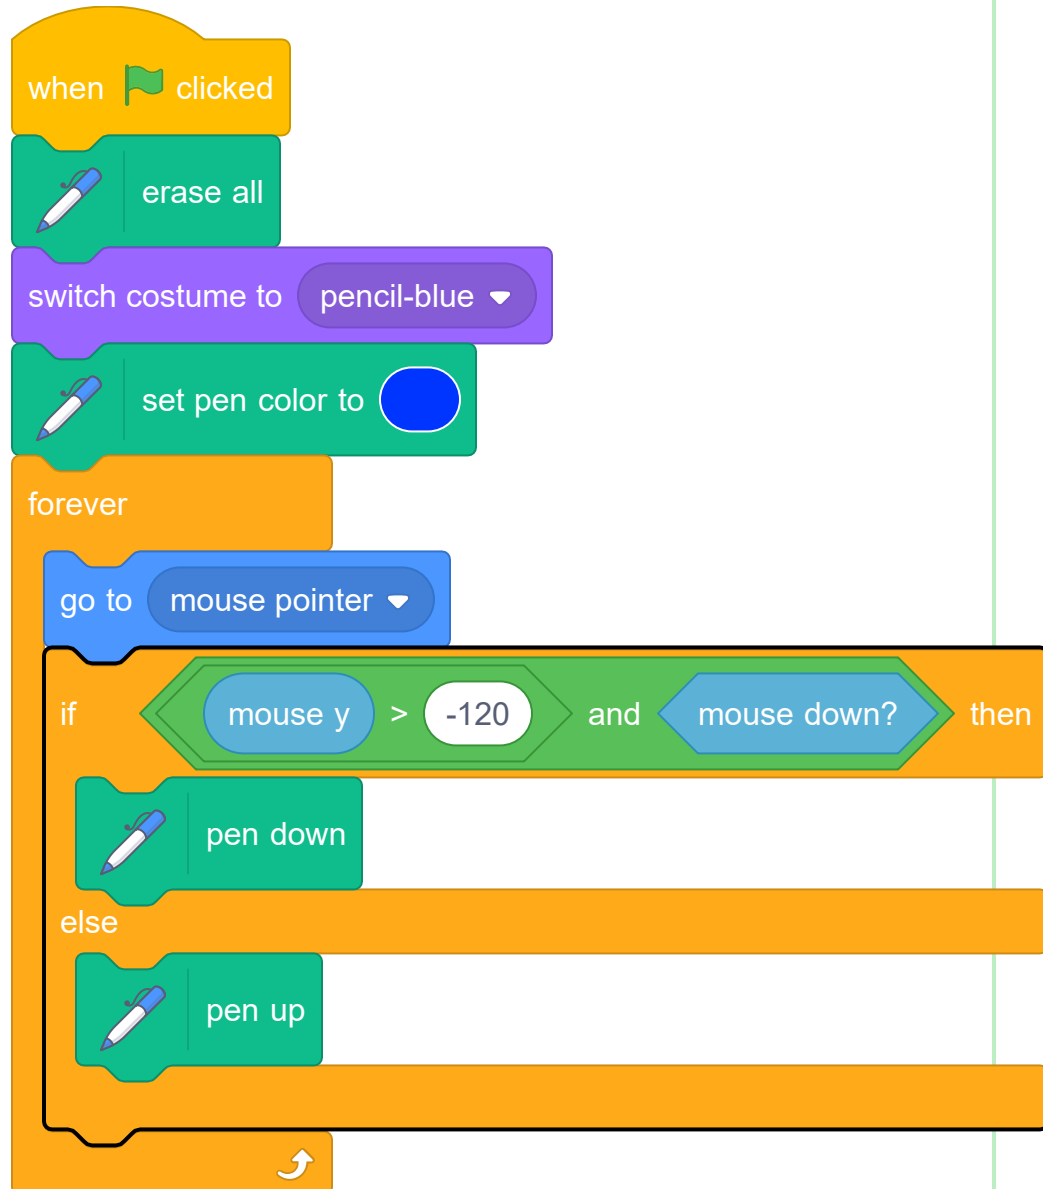 when clicked
erase all
switch costume to pencil-blue
set pen color to
forever
go to mouse pointer
if mouse y > -120 and mouse down? then
pen down
else
pen up